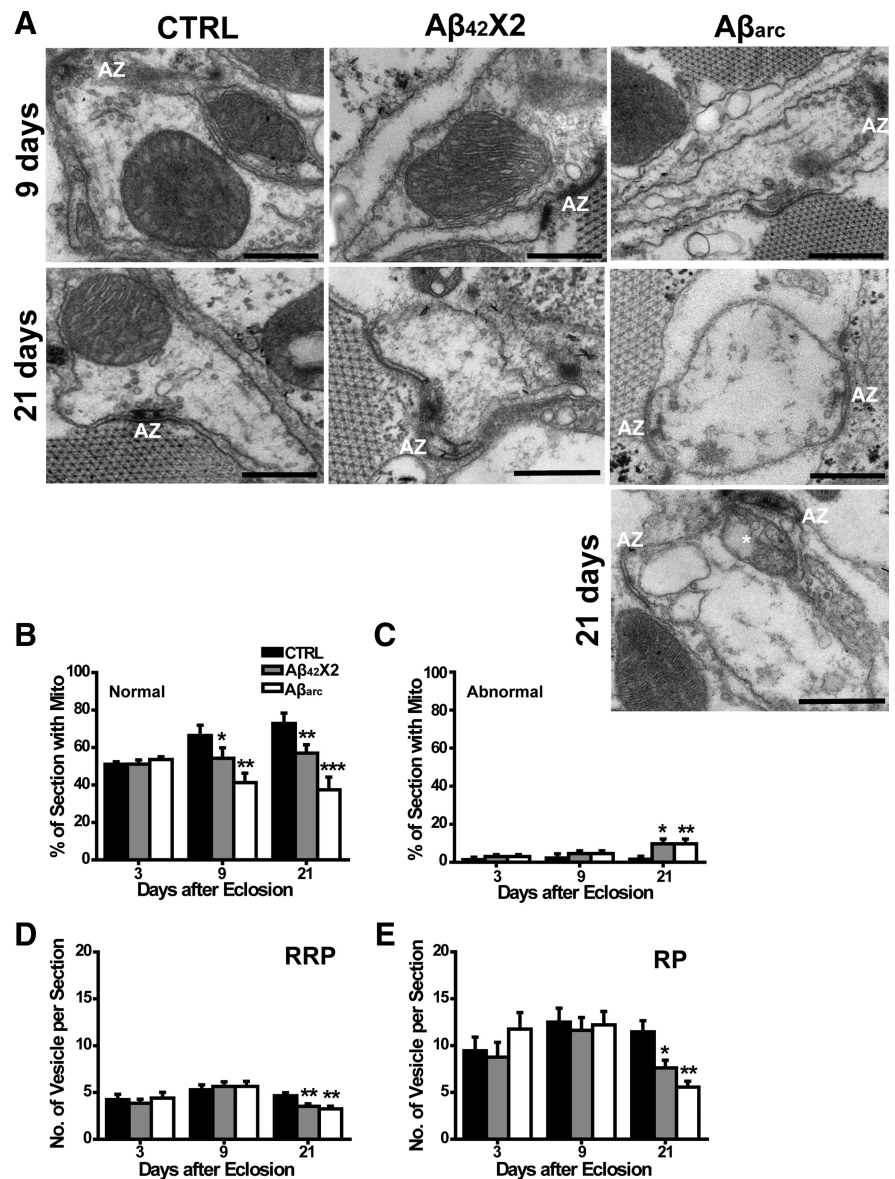 A
CTRL Aβ42X2 Aβarc
9 days
AZ
AZ
AZ
21 days
AZ
AZ
AZ
AZ
21 days
AZ
AZ
*
B
CTRL
Aβ42X2
Aβarc
Normal
% of Section with Mito
100
80
60
40
20
0
* ** ** ***
3 9 21
Days after Eclosion
C
Abnormal
% of Section with Mito
100
80
60
40
20
0
* **
3 9 21
Days after Eclosion
D
RRP
No. of Vesicle per Section
20
15
10
5
0
** **
3 9 21
Days after Eclosion
E
RP
No. of Vesicle per Section
20
15
10
5
0
* **
3 9 21
Days after Eclosion